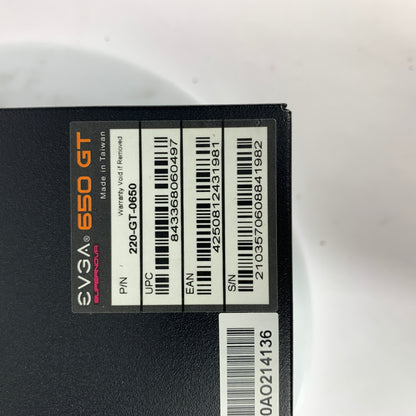 EVGA® 650 GT
SUPERNOVA
Made in Taiwan
Warranty Void if Removed
P/N
220-GT-0650
UPC
843368060497
EAN
4250812431981
S/N
2103570608841982
0AO214136